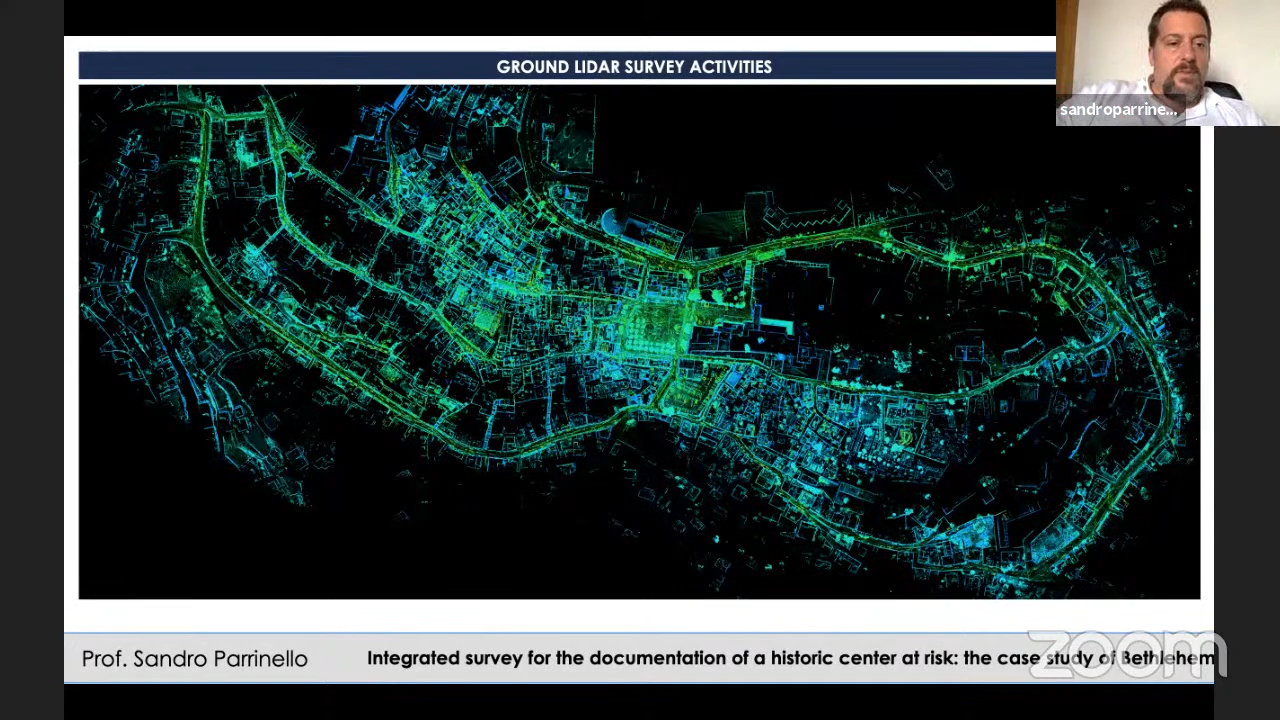 GROUND LIDAR SURVEY ACTIVITIES
sandroparrine...
Prof. Sandro Parrinello
Integrated survey for the documentation of a historic center at risk: the case study of Bethlehem
zoom